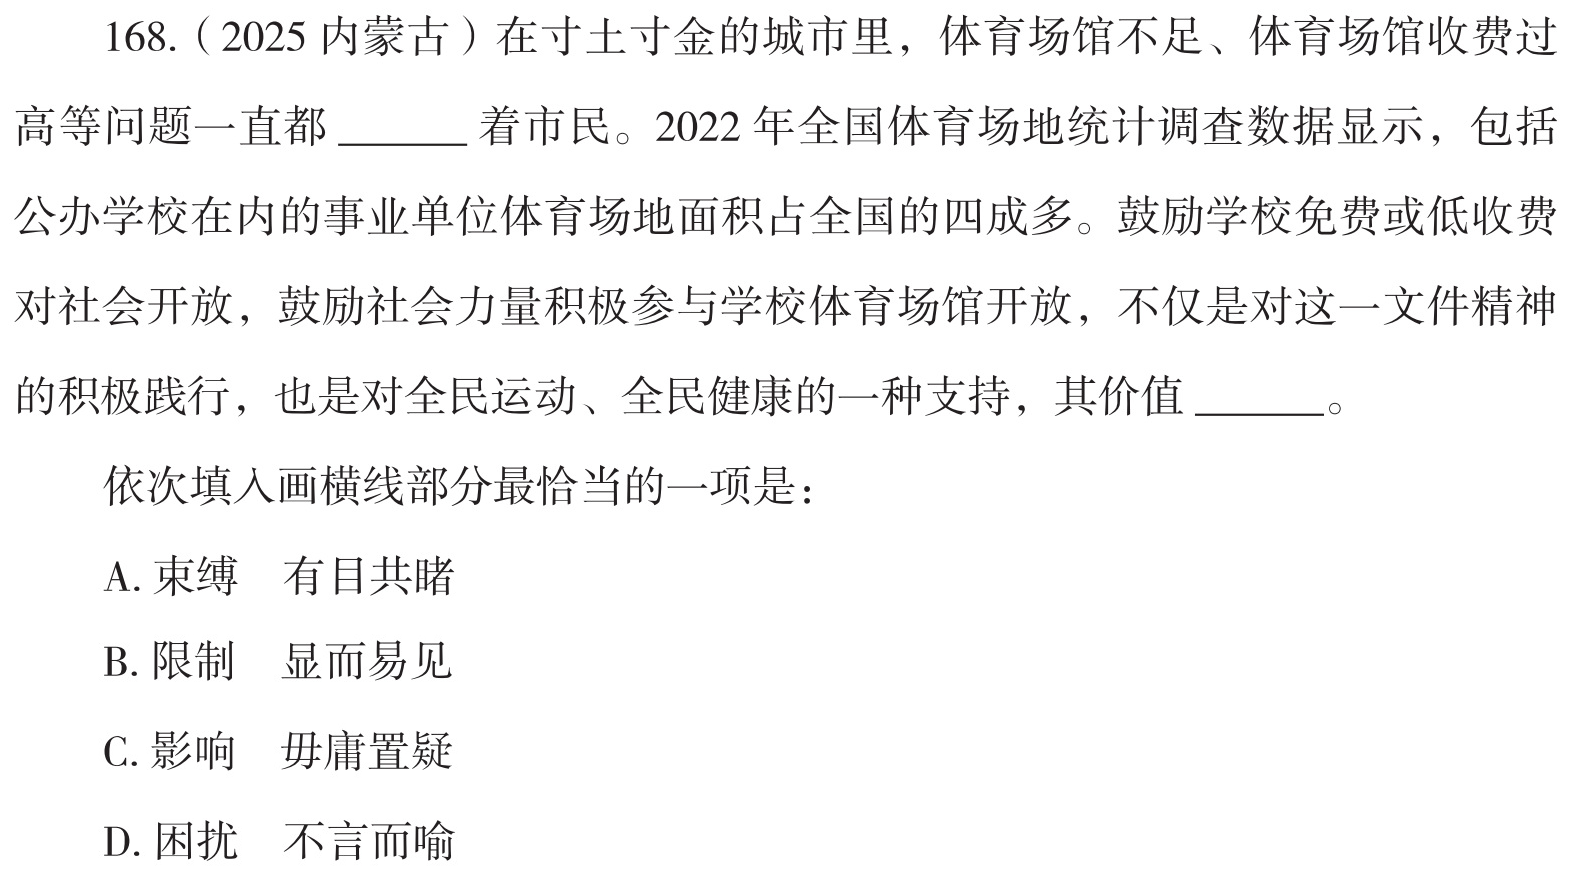 168.（2025 内蒙古）在寸土寸金的城市里，体育场馆不足、体育场馆收费过
高等问题一直都 ______ 着市民。2022 年全国体育场地统计调查数据显示，包括
公办学校在内的事业单位体育场地面积占全国的四成多。鼓励学校免费或低收费
对社会开放，鼓励社会力量积极参与学校体育场馆开放，不仅是对这一文件精神
的积极践行，也是对全民运动、全民健康的一种支持，其价值 ______。
依次填入画横线部分最恰当的一项是：
A. 束缚　有目共睹
B. 限制　显而易见
C. 影响　毋庸置疑
D. 困扰　不言而喻